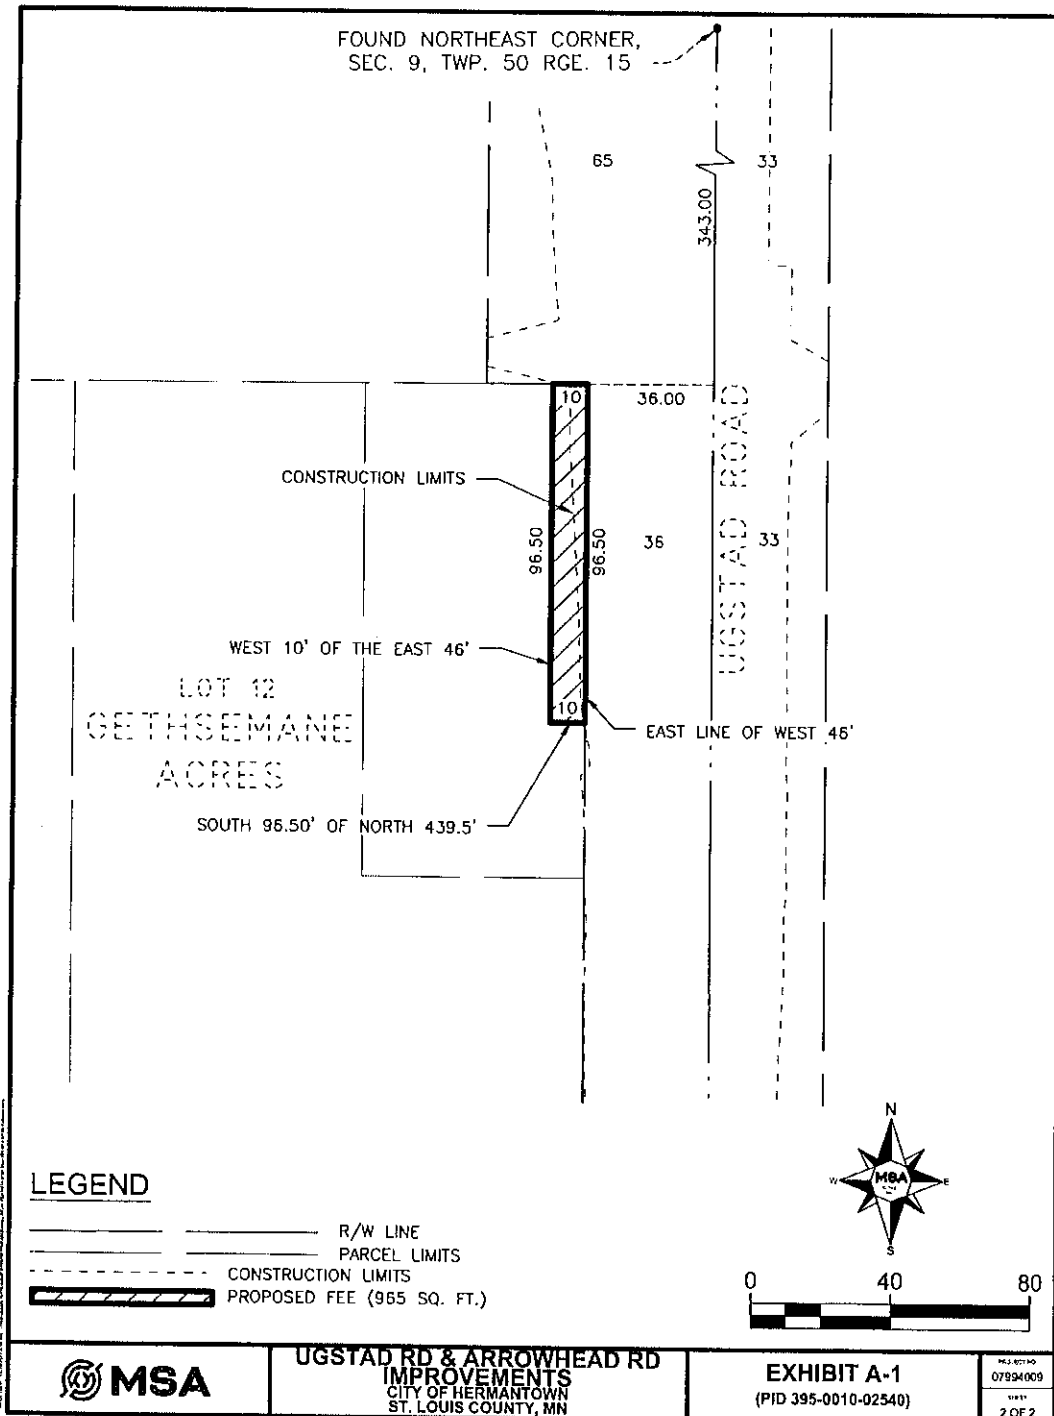 FOUND NORTHEAST CORNER,
SEC. 9, TWP. 50 RGE. 15
65
33
343.00
10
36.00
CONSTRUCTION LIMITS
96.50
96.50
36
33
UGSTAD ROAD
WEST 10' OF THE EAST 46'
LOT 12
GETHSEMANE
ACRES
10
EAST LINE OF WEST 46'
SOUTH 96.50' OF NORTH 439.5'
N
W
MSA
E
S
LEGEND
R/W LINE
PARCEL LIMITS
CONSTRUCTION LIMITS
PROPOSED FEE (965 SQ. FT.)
0 40 80
MSA
UGSTAD RD & ARROWHEAD RD
IMPROVEMENTS
CITY OF HERMANTOWN
ST. LOUIS COUNTY, MN
EXHIBIT A-1
(PID 395-0010-02540)
PROJECT NO
07994009
SHEET
2 OF 2